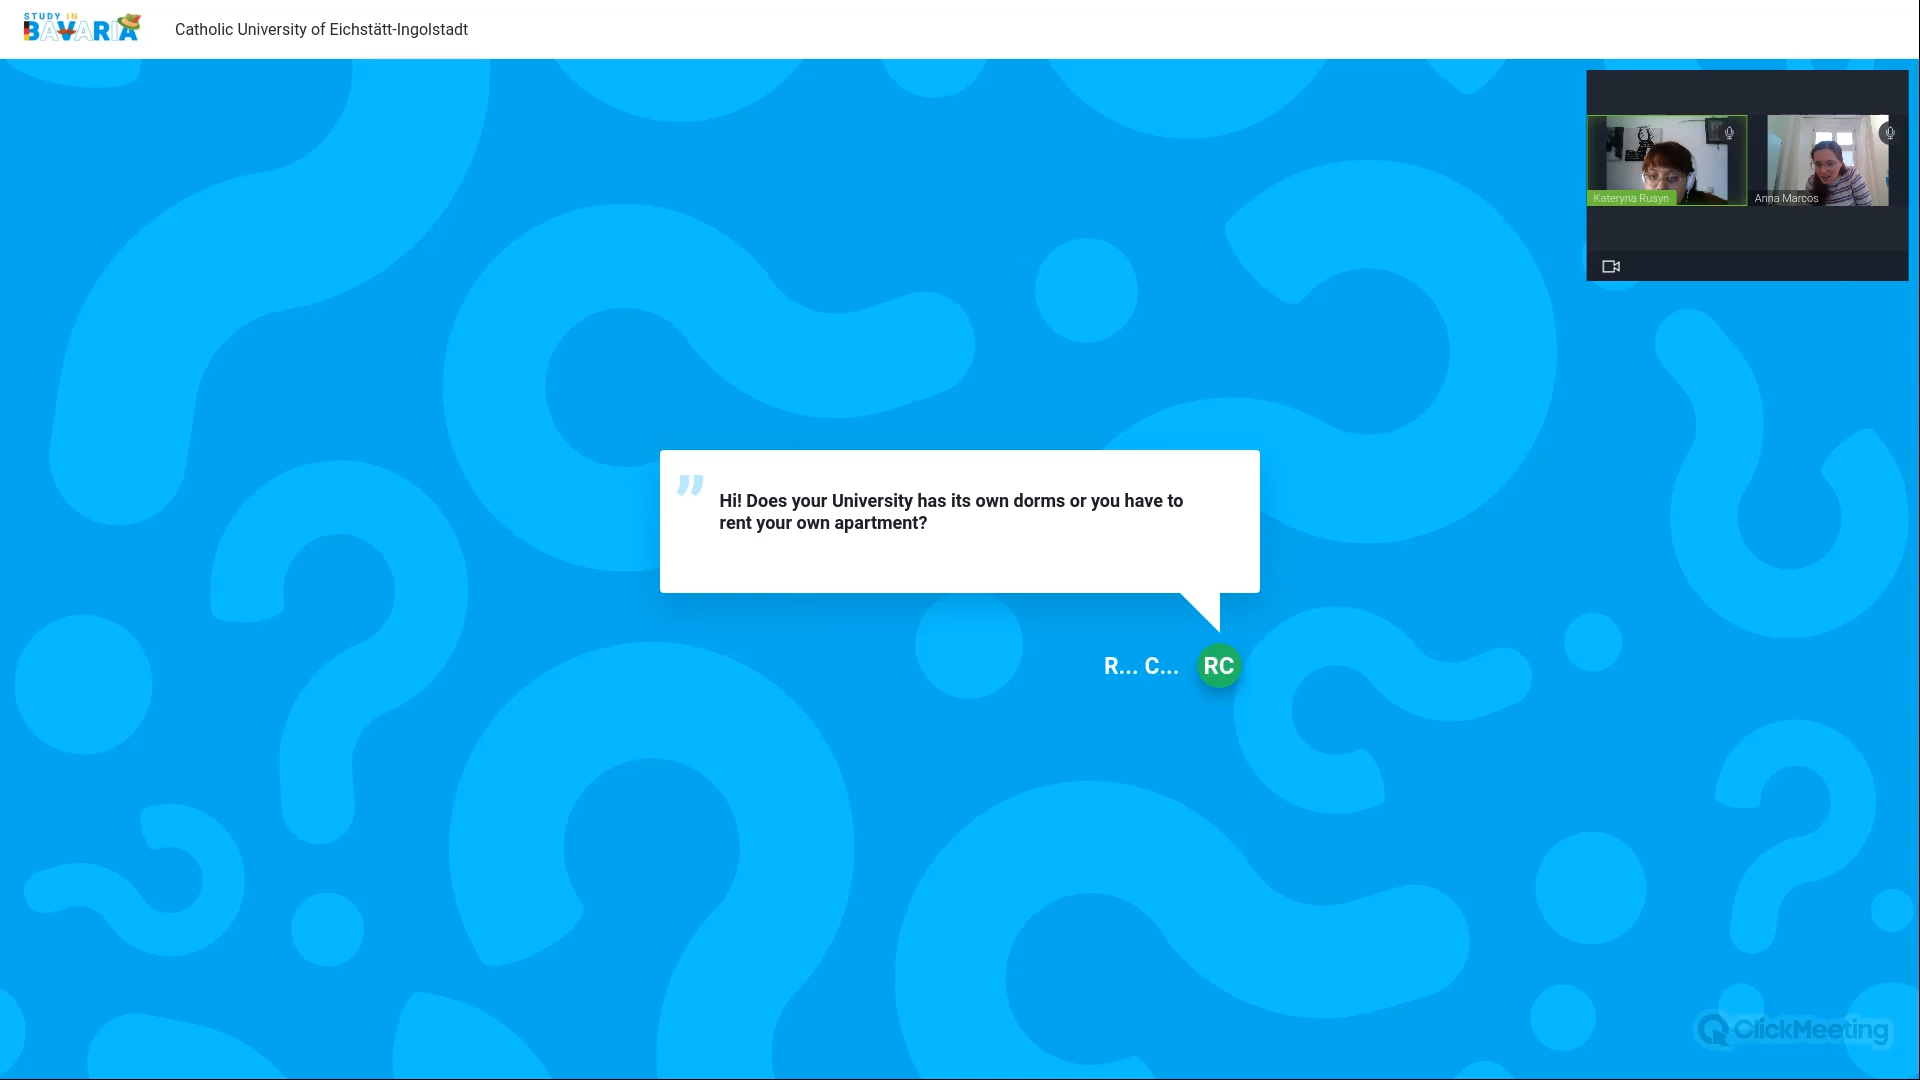 STUDY IN
BAVARIA
Catholic University of Eichstätt-Ingolstadt
Kateryna Rusyn
Anna Marcos
Hi! Does your University has its own dorms or you have to
rent your own apartment?
R... C...
RC
ClickMeeting